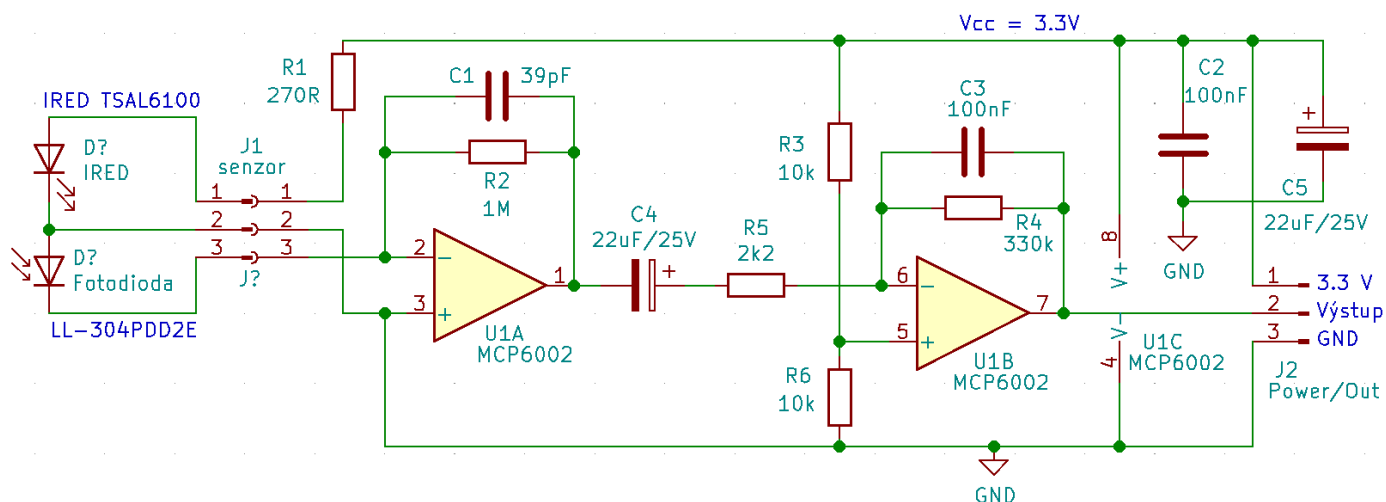 Vcc = 3.3V
IRED TSAL6100
R1
270R
C1
39pF
C2
100nF
C3
100nF
D?
IRED
J1
senzor
1
1
2
2
3
3
J?
R2
1M
R3
10k
D?
Fotodioda
LL-304PDD2E
C4
22uF/25V
R5
2k2
R4
330k
C5
22uF/25V
GND
2
3
1
U1A
MCP6002
6
5
7
U1B
MCP6002
8
V+
V-
4
U1C
MCP6002
R6
10k
1
3.3 V
2
Výstup
3
GND
J2
Power/Out
GND